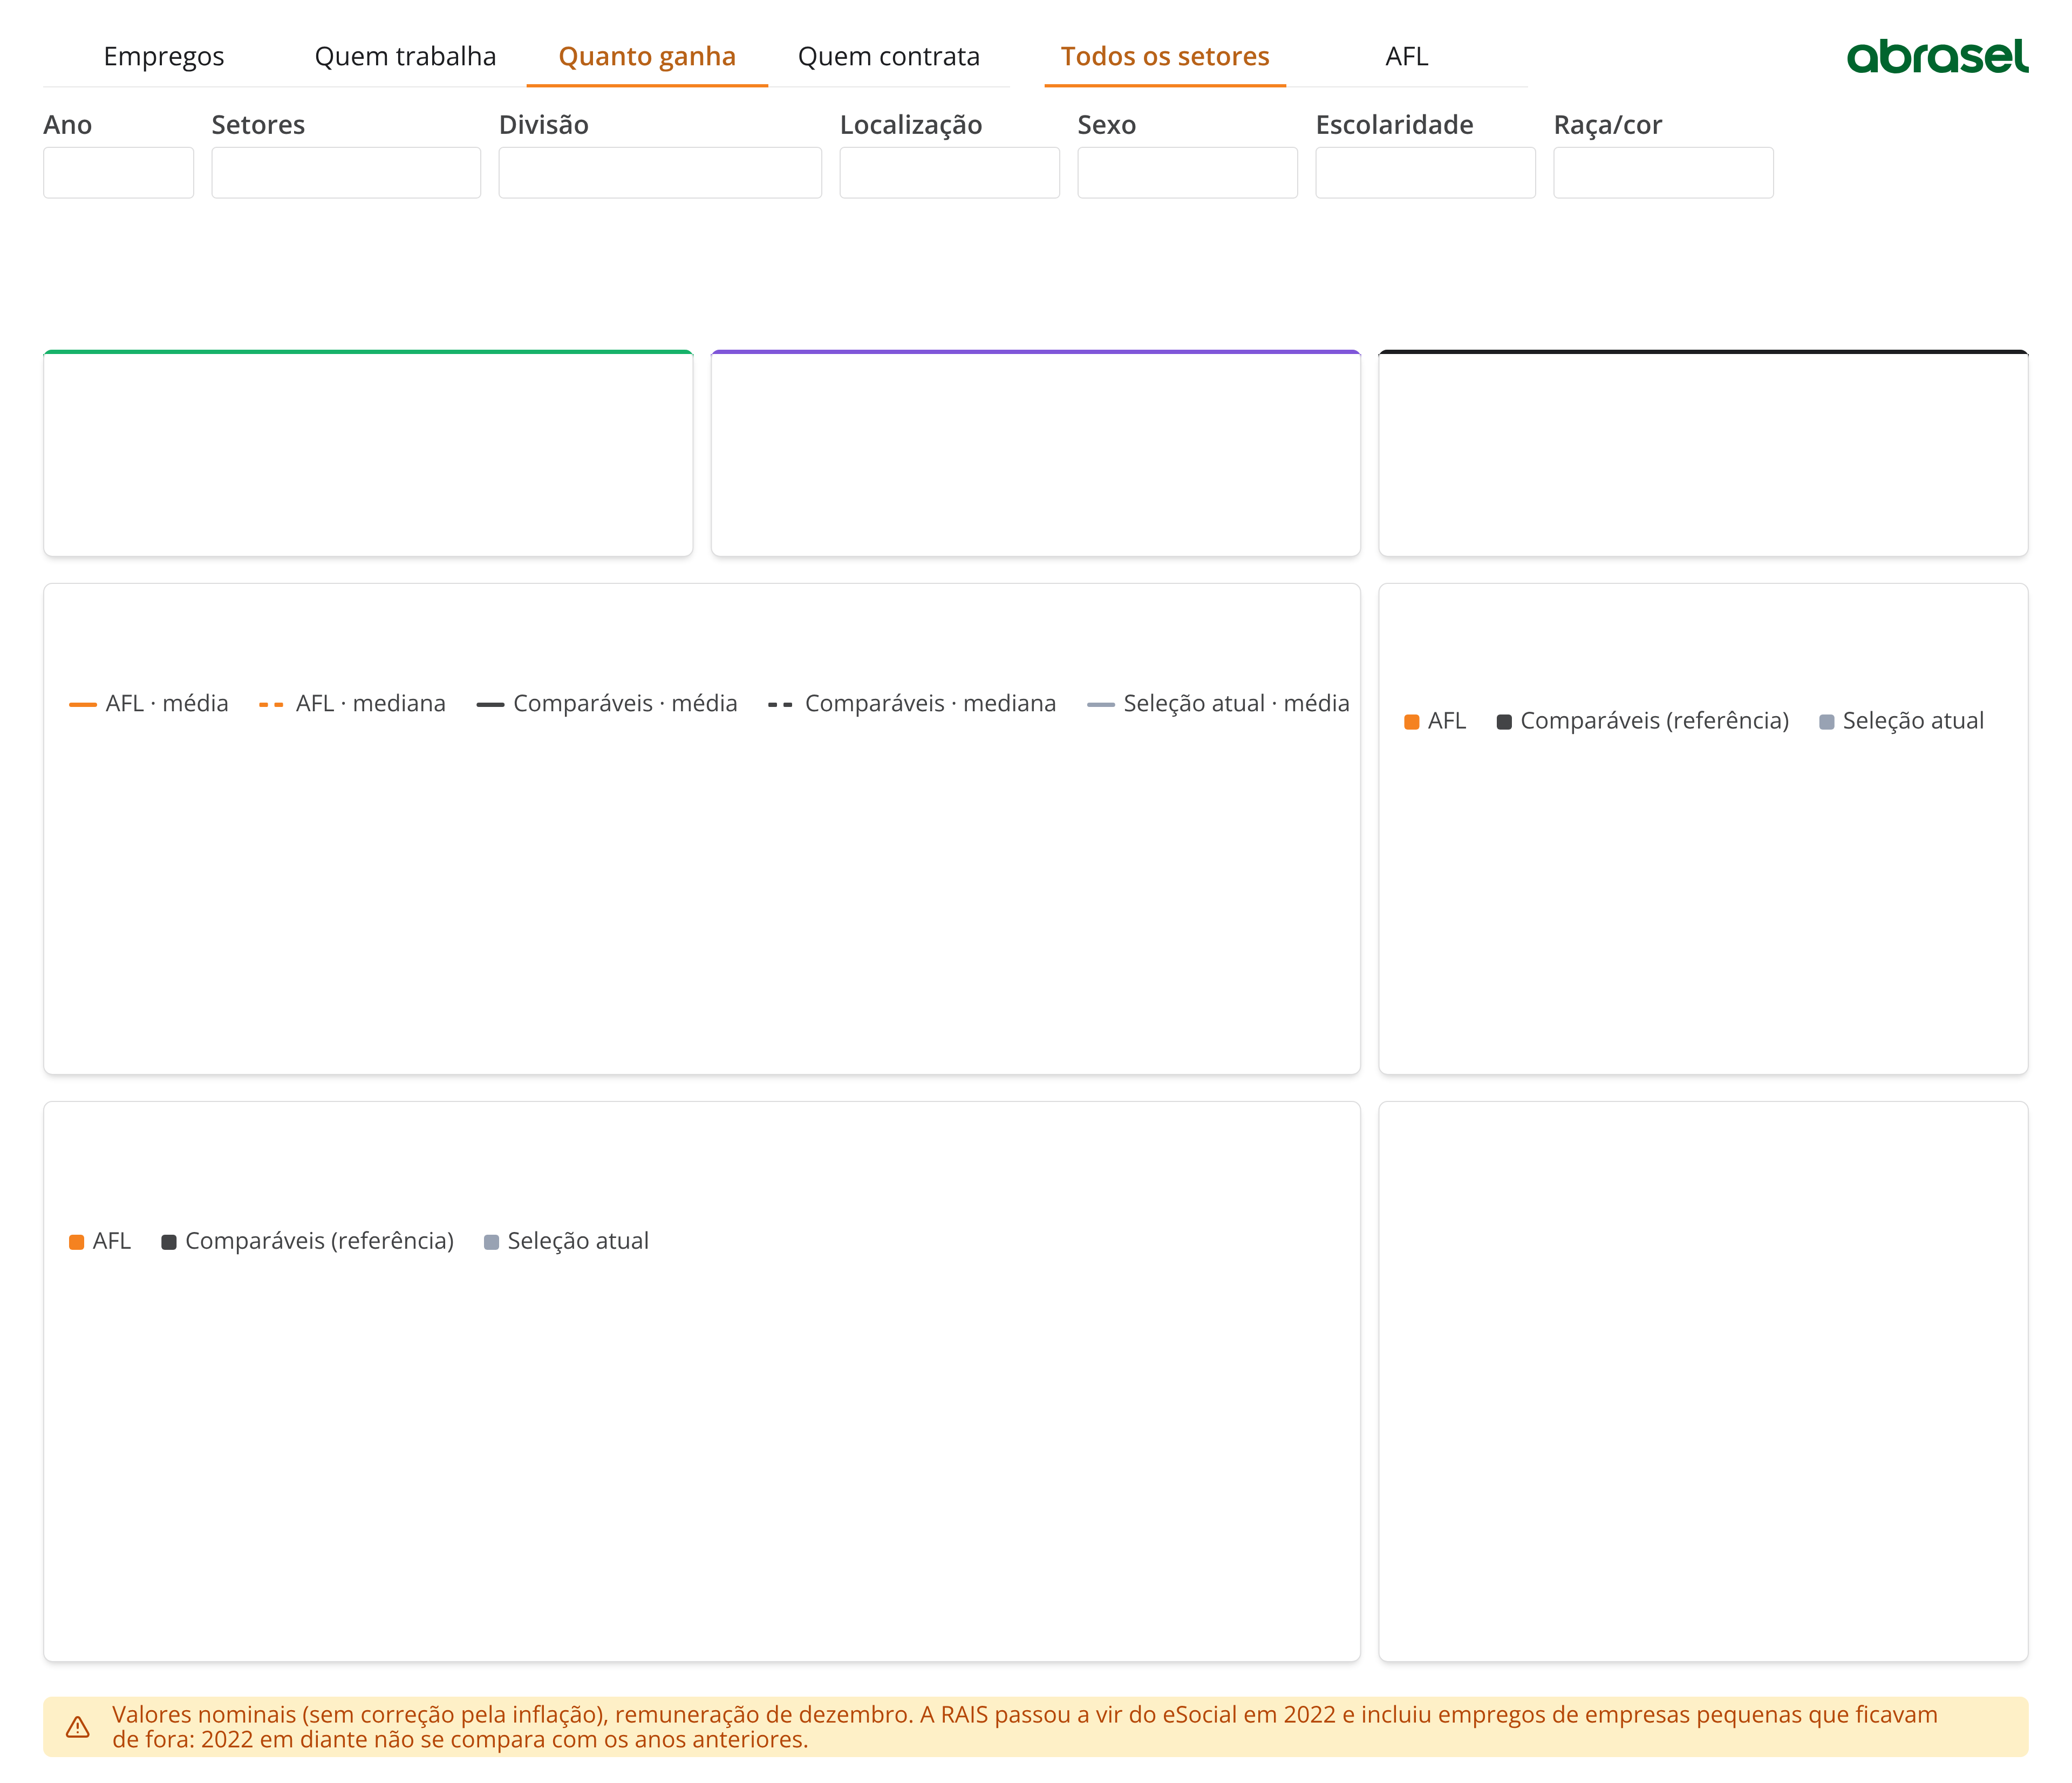 Empregos Quem trabalha Quanto ganha Quem contrata Todos os setores AFL abrasel
Ano Setores Divisão Localização Sexo Escolaridade Raça/cor
AFL · média AFL · mediana Comparáveis · média Comparáveis · mediana Seleção atual · média
AFL Comparáveis (referência) Seleção atual
AFL Comparáveis (referência) Seleção atual
Valores nominais (sem correção pela inflação), remuneração de dezembro. A RAIS passou a vir do eSocial em 2022 e incluiu empregos de empresas pequenas que ficavam
de fora: 2022 em diante não se compara com os anos anteriores.